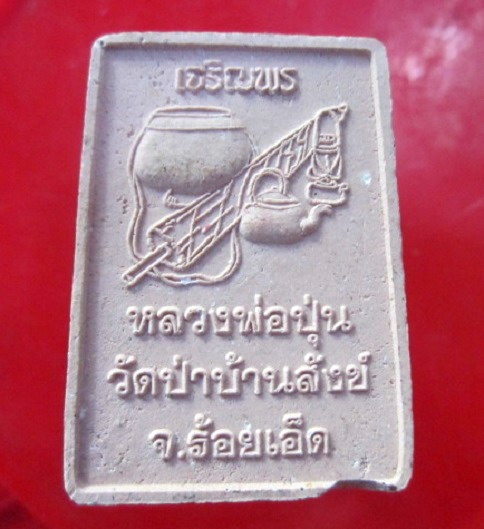 เจริญพร
หลวงพ่อปุ่น
วัดป่าบ้านสังข์
จ.ร้อยเอ็ด